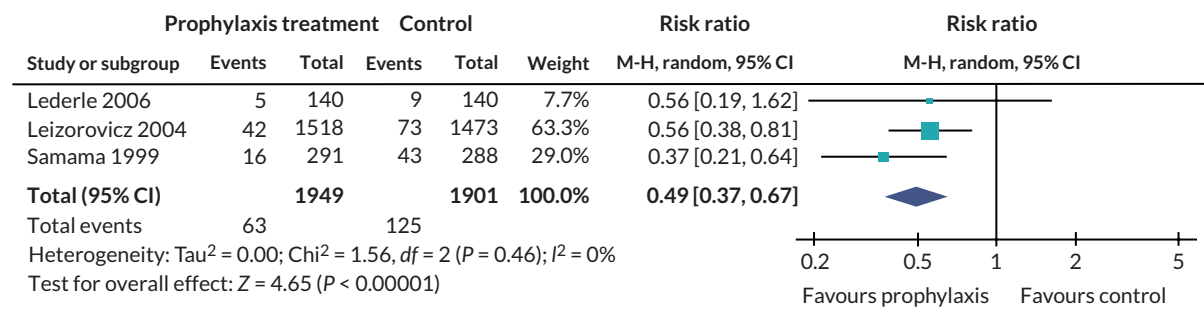 Prophylaxis treatment Control Risk ratio Risk ratio
Study or subgroup Events Total Events Total Weight M-H, random, 95% CI M-H, random, 95% CI
Lederle 2006 5 140 9 140 7.7% 0.56 [0.19, 1.62]
Leizorovicz 2004 42 1518 73 1473 63.3% 0.56 [0.38, 0.81]
Samama 1999 16 291 43 288 29.0% 0.37 [0.21, 0.64]
Total (95% CI) 1949 1901 100.0% 0.49 [0.37, 0.67]
Total events 63 125
Heterogeneity: Tau² = 0.00; Chi² = 1.56, df = 2 (P = 0.46); I² = 0%
Test for overall effect: Z = 4.65 (P < 0.00001)
0.2 0.5 1 2 5
Favours prophylaxis Favours control